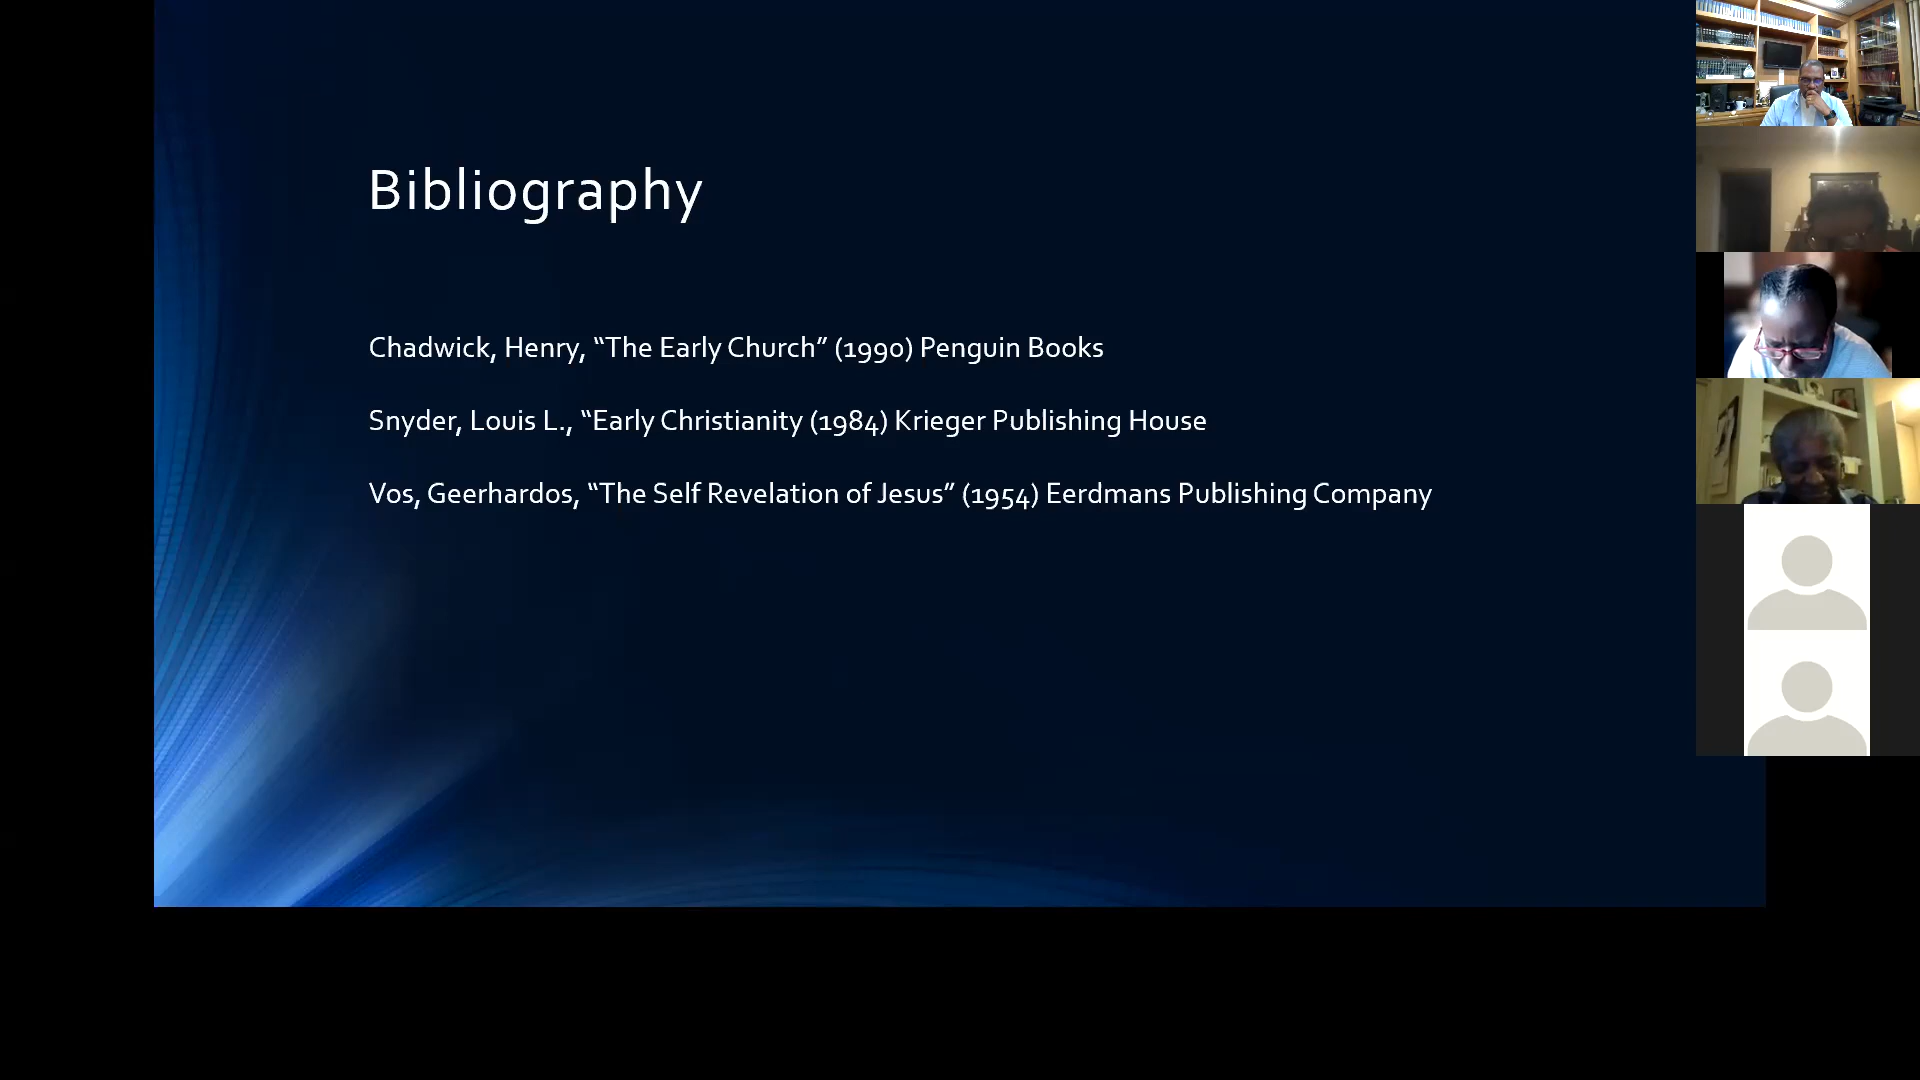 Bibliography
Chadwick, Henry, “The Early Church” (1990) Penguin Books
Snyder, Louis L., “Early Christianity (1984) Krieger Publishing House
Vos, Geerhardos, “The Self Revelation of Jesus” (1954) Eerdmans Publishing Company